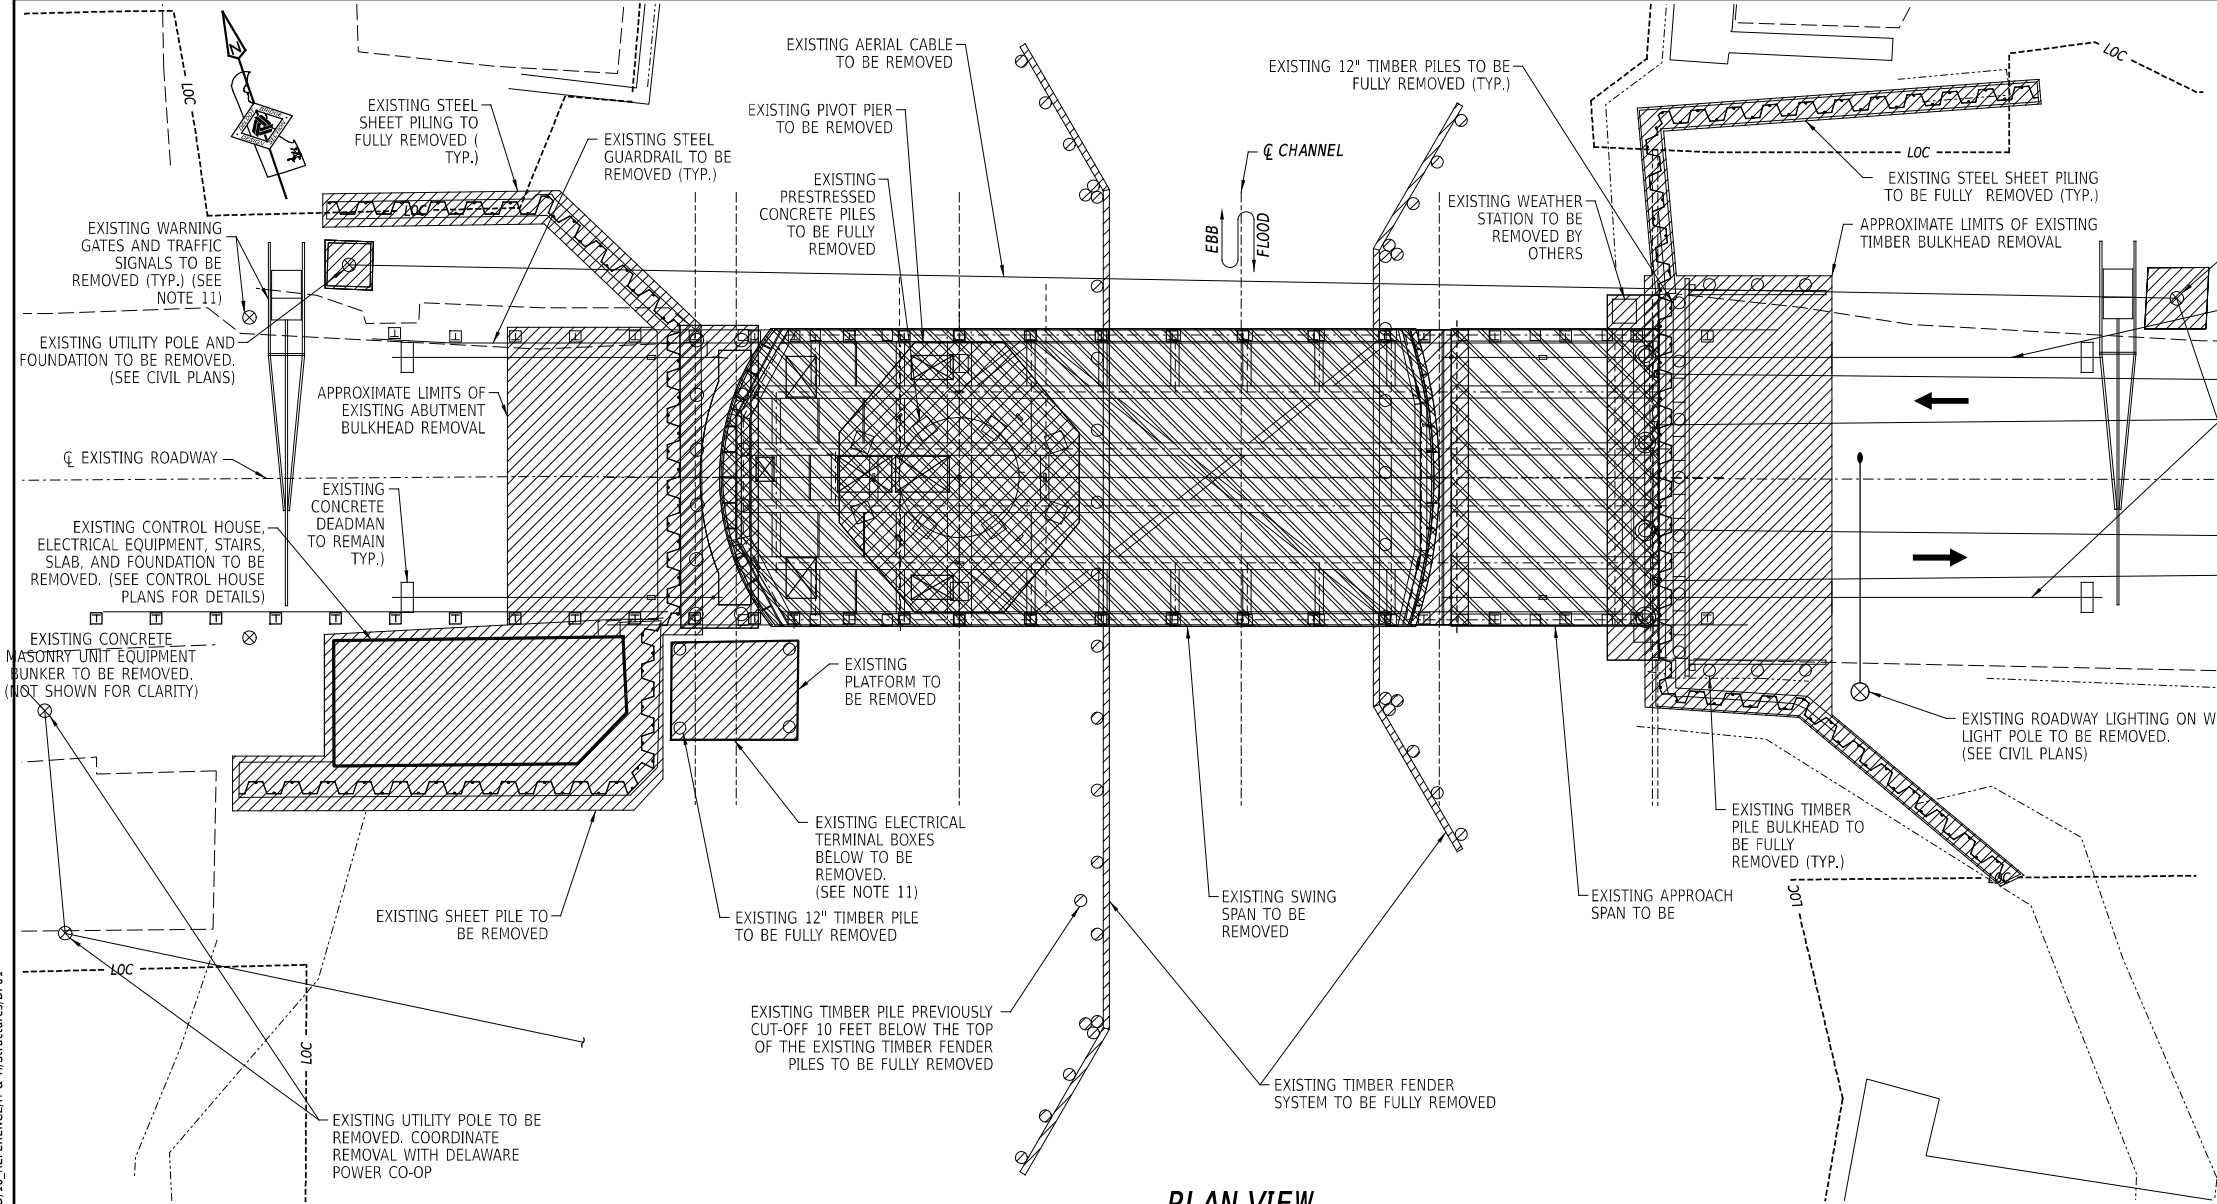 EXISTING AERIAL CABLE
TO BE REMOVED
EXISTING 12" TIMBER PILES TO BE
FULLY REMOVED (TYP.)
LOC
LOC
N
EXISTING STEEL
SHEET PILING TO
FULLY REMOVED (
TYP.)
EXISTING STEEL
GUARDRAIL TO BE
REMOVED (TYP.)
EXISTING PIVOT PIER
TO BE REMOVED
EXISTING
PRESTRESSED
CONCRETE PILES
TO BE FULLY
REMOVED
℄ CHANNEL
EBB
FLOOD
EXISTING WEATHER
STATION TO BE
REMOVED BY
OTHERS
LOC
EXISTING STEEL SHEET PILING
TO BE FULLY REMOVED (TYP.)
APPROXIMATE LIMITS OF EXISTING
TIMBER BULKHEAD REMOVAL
LOC
EXISTING WARNING
GATES AND TRAFFIC
SIGNALS TO BE
REMOVED (TYP.) (SEE
NOTE 11)
EXISTING UTILITY POLE AND
FOUNDATION TO BE REMOVED.
(SEE CIVIL PLANS)
APPROXIMATE LIMITS OF
EXISTING ABUTMENT
BULKHEAD REMOVAL
℄ EXISTING ROADWAY
EXISTING
CONCRETE
DEADMAN
TO REMAIN
TYP.)
EXISTING CONTROL HOUSE,
ELECTRICAL EQUIPMENT, STAIRS,
SLAB, AND FOUNDATION TO BE
REMOVED. (SEE CONTROL HOUSE
PLANS FOR DETAILS)
EXISTING CONCRETE
MASONRY UNIT EQUIPMENT
BUNKER TO BE REMOVED.
(NOT SHOWN FOR CLARITY)
EXISTING
PLATFORM TO
BE REMOVED
EXISTING ROADWAY LIGHTING ON W
LIGHT POLE TO BE REMOVED.
(SEE CIVIL PLANS)
EXISTING ELECTRICAL
TERMINAL BOXES
BELOW TO BE
REMOVED.
(SEE NOTE 11)
EXISTING TIMBER
PILE BULKHEAD TO
BE FULLY
REMOVED (TYP.)
EXISTING SHEET PILE TO
BE REMOVED
EXISTING 12" TIMBER PILE
TO BE FULLY REMOVED
EXISTING SWING
SPAN TO BE
REMOVED
EXISTING APPROACH
SPAN TO BE
LOC
LOC
LOC
LOC
EXISTING TIMBER PILE PREVIOUSLY
CUT-OFF 10 FEET BELOW THE TOP
OF THE EXISTING TIMBER FENDER
PILES TO BE FULLY REMOVED
EXISTING TIMBER FENDER
SYSTEM TO BE FULLY REMOVED
EXISTING UTILITY POLE TO BE
REMOVED. COORDINATE
REMOVAL WITH DELAWARE
POWER CO-OP
PLAN VIEW